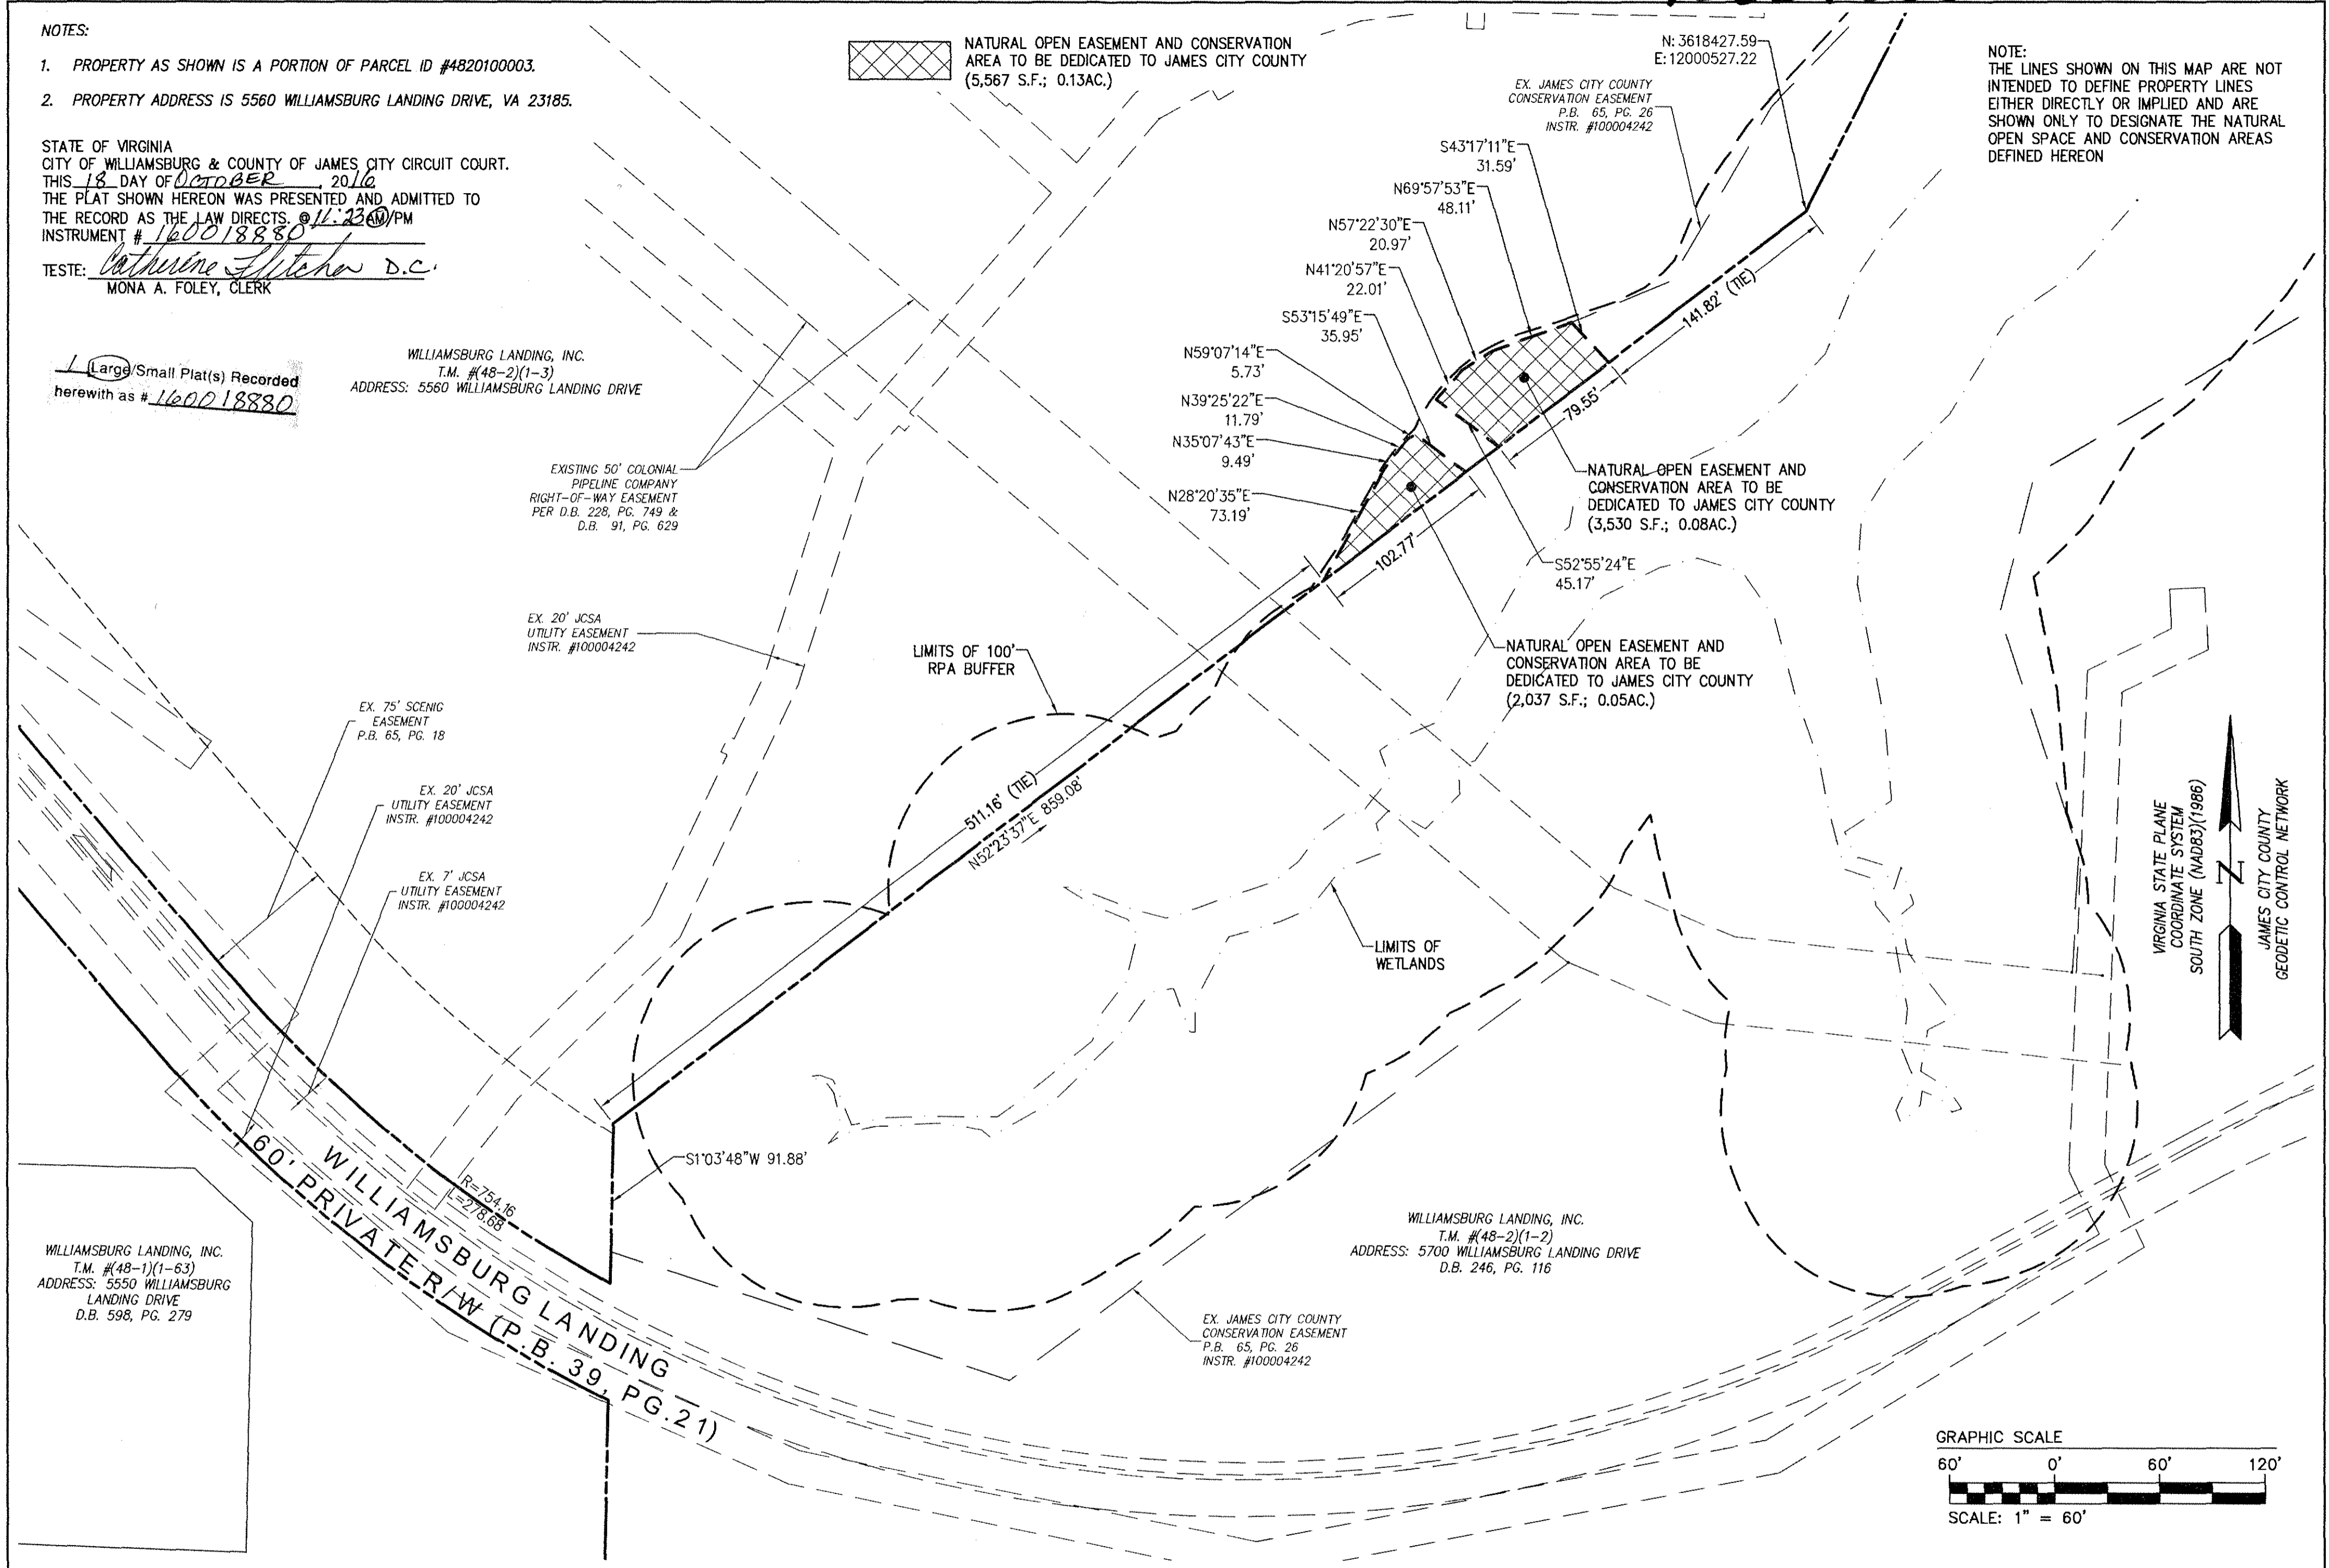 NOTES:
1. PROPERTY AS SHOWN IS A PORTION OF PARCEL ID #4820100003.
2. PROPERTY ADDRESS IS 5560 WILLIAMSBURG LANDING DRIVE, VA 23185.
STATE OF VIRGINIA
CITY OF WILLIAMSBURG & COUNTY OF JAMES CITY CIRCUIT COURT.
THIS 18 DAY OF OCTOBER, 2016
THE PLAT SHOWN HEREON WAS PRESENTED AND ADMITTED TO
THE RECORD AS THE LAW DIRECTS. @ 11:23 AM/PM
INSTRUMENT # 160018880
TESTE: Catherine Fletcher D.C.
MONA A. FOLEY, CLERK
1 Large/Small Plat(s) Recorded
herewith as # 160018880
NATURAL OPEN EASEMENT AND CONSERVATION
AREA TO BE DEDICATED TO JAMES CITY COUNTY
(5,567 S.F.; 0.13AC.)
N: 3618427.59
E: 12000527.22
EX. JAMES CITY COUNTY
CONSERVATION EASEMENT
P.B. 65, PG. 26
INSTR. #100004242
NOTE:
THE LINES SHOWN ON THIS MAP ARE NOT
INTENDED TO DEFINE PROPERTY LINES
EITHER DIRECTLY OR IMPLIED AND ARE
SHOWN ONLY TO DESIGNATE THE NATURAL
OPEN SPACE AND CONSERVATION AREAS
DEFINED HEREON
S43°17'11"E
31.59'
N69°57'53"E
48.11'
N57°22'30"E
20.97'
N41°20'57"E
22.01'
S53°15'49"E
35.95'
N59°07'14"E
5.73'
N39°25'22"E
11.79'
N35°07'43"E
9.49'
N28°20'35"E
73.19'
141.82' (TIE)
79.55'
102.77'
NATURAL OPEN EASEMENT AND
CONSERVATION AREA TO BE
DEDICATED TO JAMES CITY COUNTY
(3,530 S.F.; 0.08AC.)
S52°55'24"E
45.17'
NATURAL OPEN EASEMENT AND
CONSERVATION AREA TO BE
DEDICATED TO JAMES CITY COUNTY
(2,037 S.F.; 0.05AC.)
WILLIAMSBURG LANDING, INC.
T.M. #(48-2)(1-3)
ADDRESS: 5560 WILLIAMSBURG LANDING DRIVE
EXISTING 50' COLONIAL
PIPELINE COMPANY
RIGHT-OF-WAY EASEMENT
PER D.B. 228, PG. 749 &
D.B. 91, PG. 629
EX. 20' JCSA
UTILITY EASEMENT
INSTR. #100004242
LIMITS OF 100'
RPA BUFFER
EX. 75' SCENIC
EASEMENT
P.B. 65, PG. 18
EX. 20' JCSA
UTILITY EASEMENT
INSTR. #100004242
EX. 7' JCSA
UTILITY EASEMENT
INSTR. #100004242
511.16' (TIE)
N52°23'37"E 859.08'
LIMITS OF
WETLANDS
VIRGINIA STATE PLANE
COORDINATE SYSTEM
SOUTH ZONE (NAD83)(1986)
N
JAMES CITY COUNTY
GEODETIC CONTROL NETWORK
S1°03'48"W 91.88'
R=754.16
L=278.68
WILLIAMSBURG LANDING
60' PRIVATE R/W (P.B. 39, PG.21)
WILLIAMSBURG LANDING, INC.
T.M. #(48-1)(1-63)
ADDRESS: 5550 WILLIAMSBURG
LANDING DRIVE
D.B. 598, PG. 279
WILLIAMSBURG LANDING, INC.
T.M. #(48-2)(1-2)
ADDRESS: 5700 WILLIAMSBURG LANDING DRIVE
D.B. 246, PG. 116
EX. JAMES CITY COUNTY
CONSERVATION EASEMENT
P.B. 65, PG. 26
INSTR. #100004242
GRAPHIC SCALE
60' 0' 60' 120'
SCALE: 1" = 60'